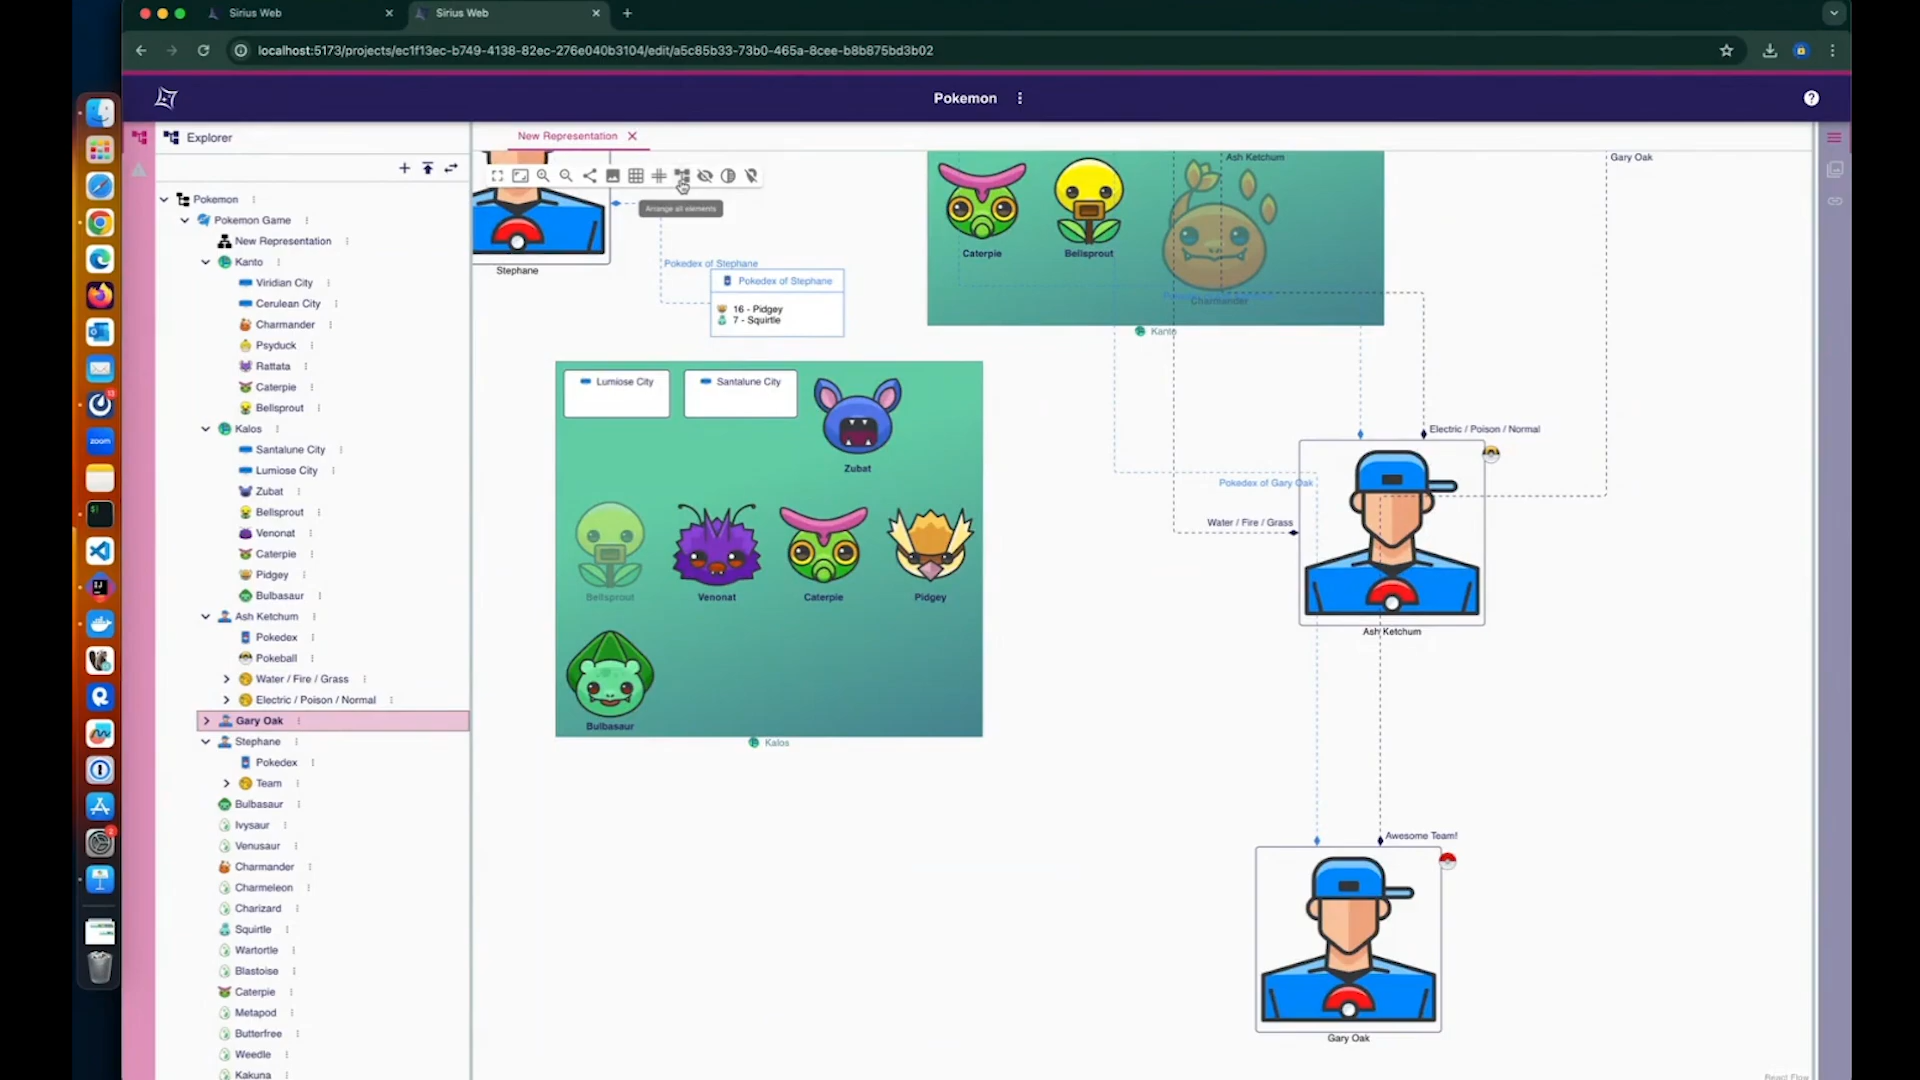 Sirius Web
Sirius Web
localhost:5173/projects/ec1f13ec-b749-4138-82ec-276e040b3104/edit/a5c85b33-73b0-465a-8cee-b8b875bd3b02
Pokemon
Explorer
New Representation
Pokemon
Pokemon Game
New Representation
Kanto
Viridian City
Cerulean City
Charmander
Psyduck
Rattata
Caterpie
Bellsprout
Kalos
Santalune City
Lumiose City
Zubat
Bellsprout
Venonat
Caterpie
Pidgey
Bulbasaur
Ash Ketchum
Pokedex
Pokeball
Water / Fire / Grass
Electric / Poison / Normal
Gary Oak
Stephane
Pokedex
Team
Bulbasaur
Ivysaur
Venusaur
Charmander
Charmeleon
Charizard
Squirtle
Wartortle
Blastoise
Caterpie
Metapod
Butterfree
Weedle
Kakuna
Arrange all elements
Stephane
Pokedex of Stephane
Pokedex of Stephane
16 - Pidgey
7 - Squirtle
Ash Ketchum
Gary Oak
Caterpie
Bellsprout
Charmander
Kanto
Lumiose City
Santalune City
Zubat
Bellsprout
Venonat
Caterpie
Pidgey
Bulbasaur
Kalos
Electric / Poison / Normal
Pokedex of Gary Oak
Water / Fire / Grass
Ash Ketchum
Awesome Team!
Gary Oak
React Flow
zoom